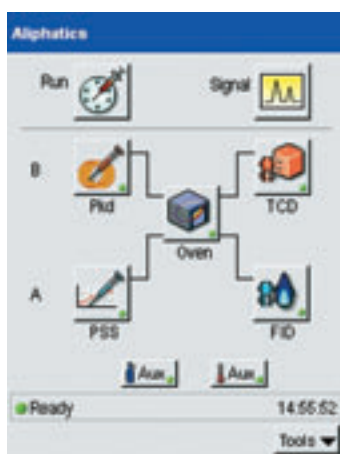 Aliphatics
Run Signal
B
Pkd TCD
Oven
A
PSS FID
Aux Aux
Ready 14:55:52
Tools